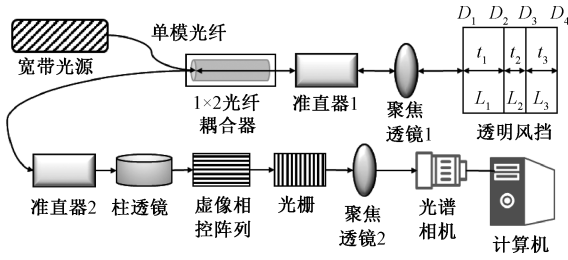 D1 D2 D3 D4
单模光纤
宽带光源
t1 t2 t3
L1 L2 L3
1×2光纤
耦合器
准直器1
聚焦
透镜1
透明风挡
准直器2
柱透镜
虚像相
控阵列
光栅
聚焦
透镜2
光谱
相机
计算机